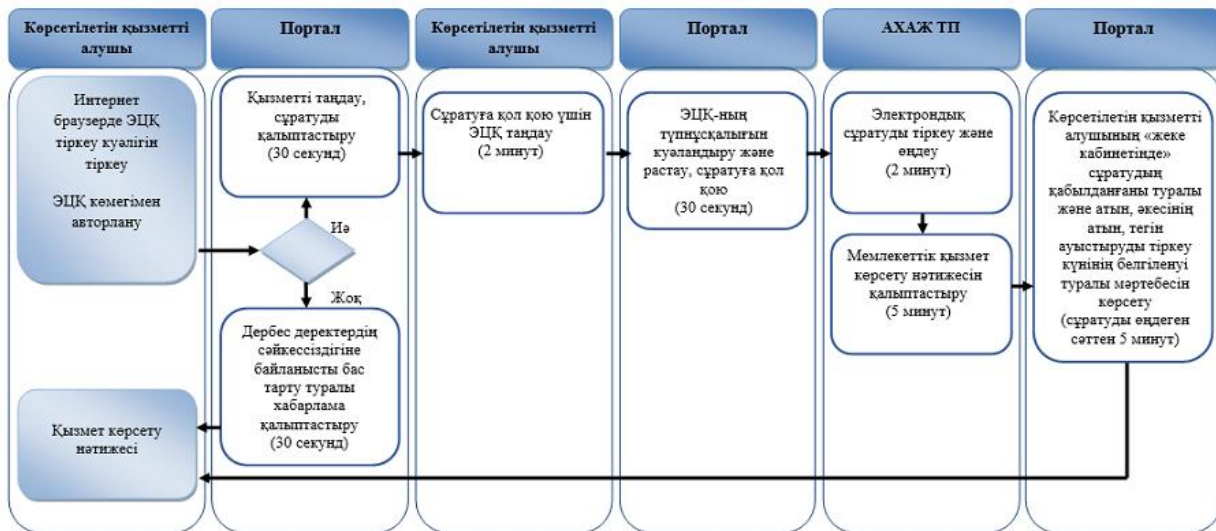 Көрсетілетін қызметті
алушы
Портал
Көрсетілетін қызметті
алушы
Портал
АХАЖ ТП
Портал
Интернет
браузерде ЭЦҚ
тіркеу куәлігін
тіркеу
ЭЦҚ көмегімен
авторлану
Қызметті таңдау,
сұратуды
қалыптастыру
(30 секунд)
Иә
Жоқ
Дербес деректердің
сәйкессіздігіне
байланысты бас
тарту туралы
хабарлама
қалыптастыру
(30 секунд)
Сұратуға қол қою үшін
ЭЦҚ таңдау
(2 минут)
ЭЦҚ-ның
түпнұсқалығын
куәландыру және
растау, сұратуға қол
қою
(30 секунд)
Электрондық
сұратуды тіркеу және
өңдеу
(2 минут)
Мемлекеттік қызмет
көрсету нәтижесін
қалыптастыру
(5 минут)
Көрсетілетін қызметті
алушының «жеке
кабинетінде»
сұратудың
қабылданғаны туралы
және атын, әкесінің
атын, тегін
ауыстыруды тіркеу
күнінің белгіленуі
туралы мәртебесін
көрсету
(сұратуды өңдеген
сәттен 5 минут)
Қызмет көрсету
нәтижесі